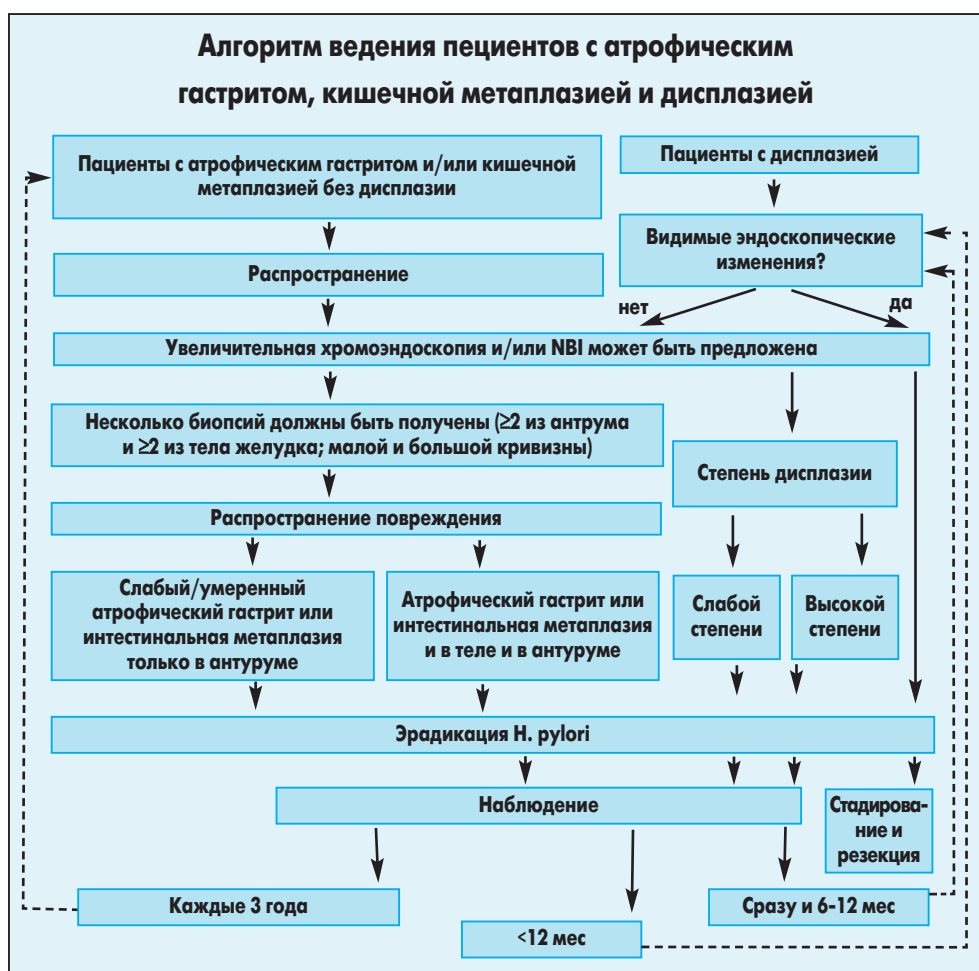 Алгоритм ведения пециентов с атрофическим
гастритом, кишечной метаплазией и дисплазией
Пациенты с атрофическим гастритом и/или кишечной
метаплазией без дисплазии
Пациенты с дисплазией
Видимые эндоскопические
изменения?
Распространение
нет
да
Увеличительная хромоэндоскопия и/или NBI может быть предложена
Несколько биопсий должны быть получены (≥2 из антрума
и ≥2 из тела желудка; малой и большой кривизны)
Степень дисплазии
Распространение повреждения
Слабый/умеренный
атрофический гастрит или
интестинальная метаплазия
только в антуруме
Атрофический гастрит или
интестинальная метаплазия
и в теле и в антуруме
Слабой
степени
Высокой
степени
Эрадикация H. pylori
Наблюдение
Стадирова-
ние и
резекция
Каждые 3 года
<12 мес
Сразу и 6-12 мес